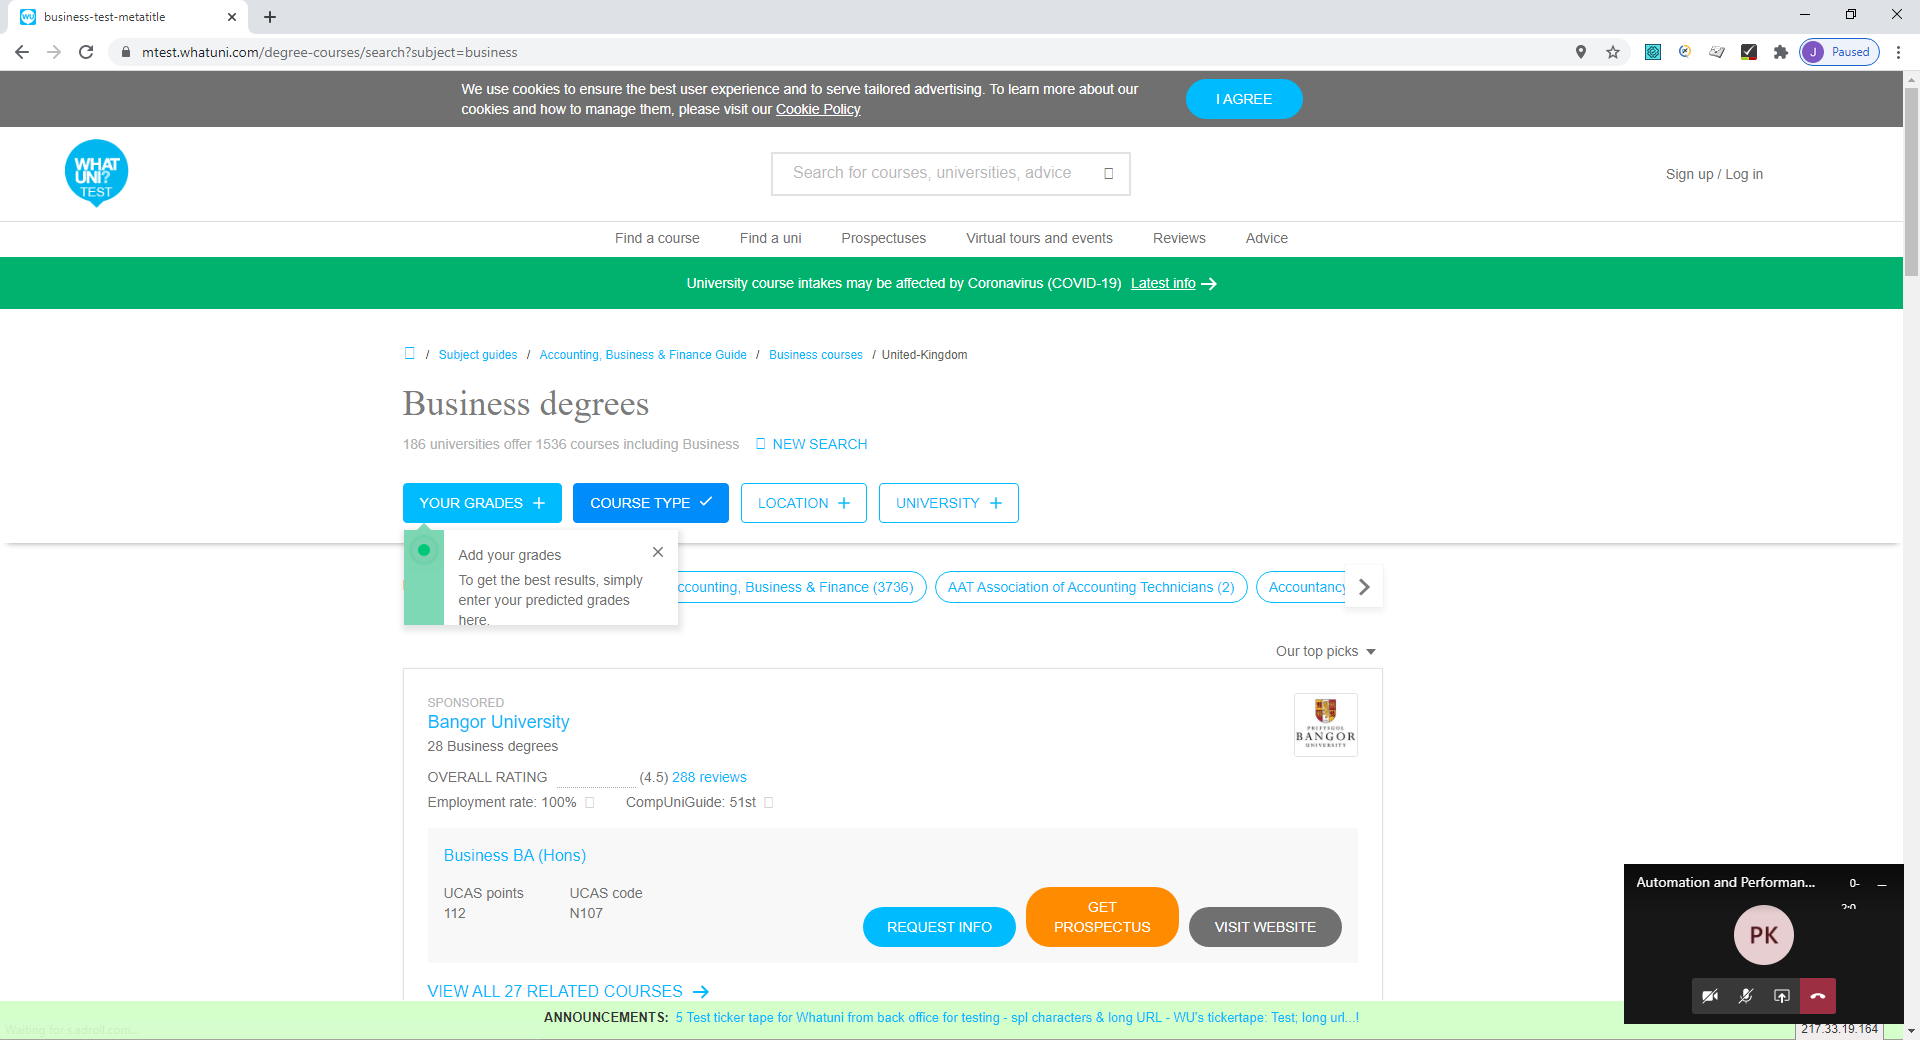 business-test-metatitle
mtest.whatuni.com/degree-courses/search?subject=business
J Paused
We use cookies to ensure the best user experience and to serve tailored advertising. To learn more about our
cookies and how to manage them, please visit our Cookie Policy
I AGREE
WHAT
UNI?
TEST
Search for courses, universities, advice
Sign up / Log in
Find a course Find a uni Prospectuses Virtual tours and events Reviews Advice
University course intakes may be affected by Coronavirus (COVID-19) Latest info
/ Subject guides / Accounting, Business & Finance Guide / Business courses / United-Kingdom
Business degrees
186 universities offer 1536 courses including Business NEW SEARCH
YOUR GRADES COURSE TYPE LOCATION UNIVERSITY
Add your grades
To get the best results, simply
enter your predicted grades
here.
ccounting, Business & Finance (3736) AAT Association of Accounting Technicians (2) Accountancy
Our top picks
SPONSORED
Bangor University
28 Business degrees
OVERALL RATING (4.5) 288 reviews
Employment rate: 100% CompUniGuide: 51st
PRIFYSGOL
BANGOR
UNIVERSITY
Business BA (Hons)
UCAS points UCAS code
112 N107
REQUEST INFO
GET
PROSPECTUS
VISIT WEBSITE
VIEW ALL 27 RELATED COURSES
Automation and Performan...
PK
ANNOUNCEMENTS: 5 Test ticker tape for Whatuni from back office for testing - spl characters & long URL - WU's tickertape: Test; long url...!
Waiting for s.adroll.com...
217.33.19.164